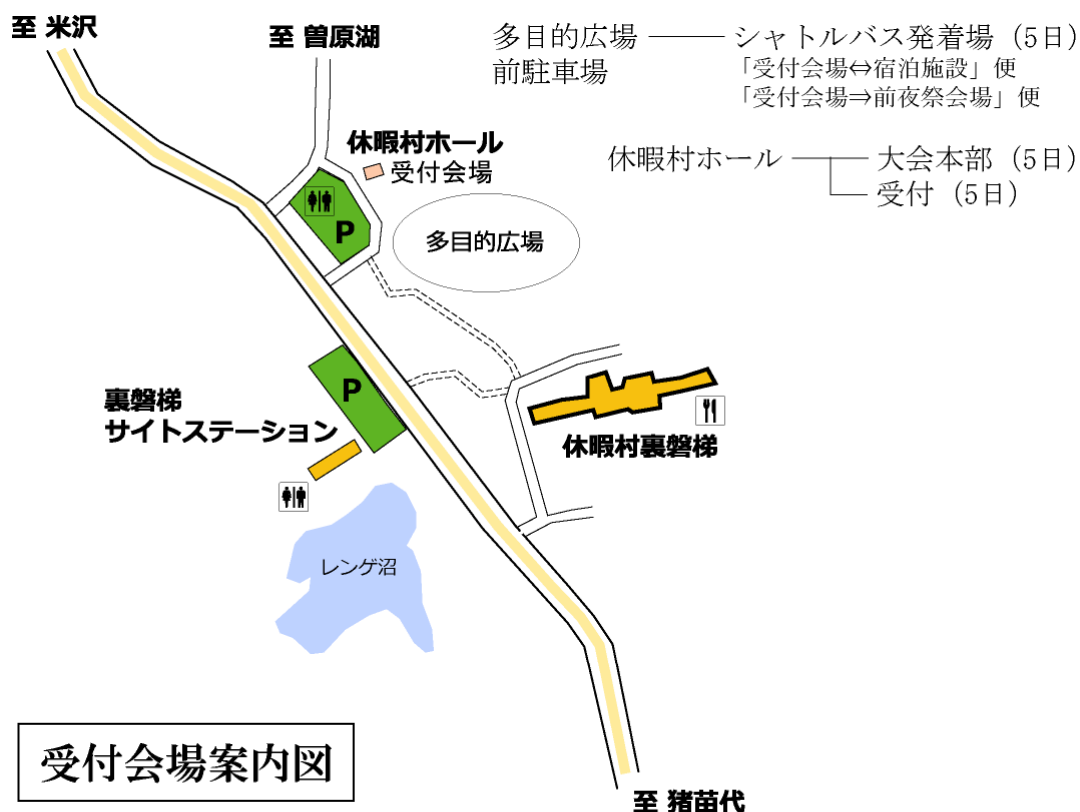 至 米沢
至 曽原湖
多目的広場
前駐車場
シャトルバス発着場（5日）
「受付会場⇔宿泊施設」便
「受付会場⇒前夜祭会場」便
休暇村ホール
大会本部（5日）
受付（5日）
休暇村ホール
受付会場
P
多目的広場
P
裏磐梯
サイトステーション
休暇村裏磐梯
レンゲ沼
受付会場案内図
至 猪苗代